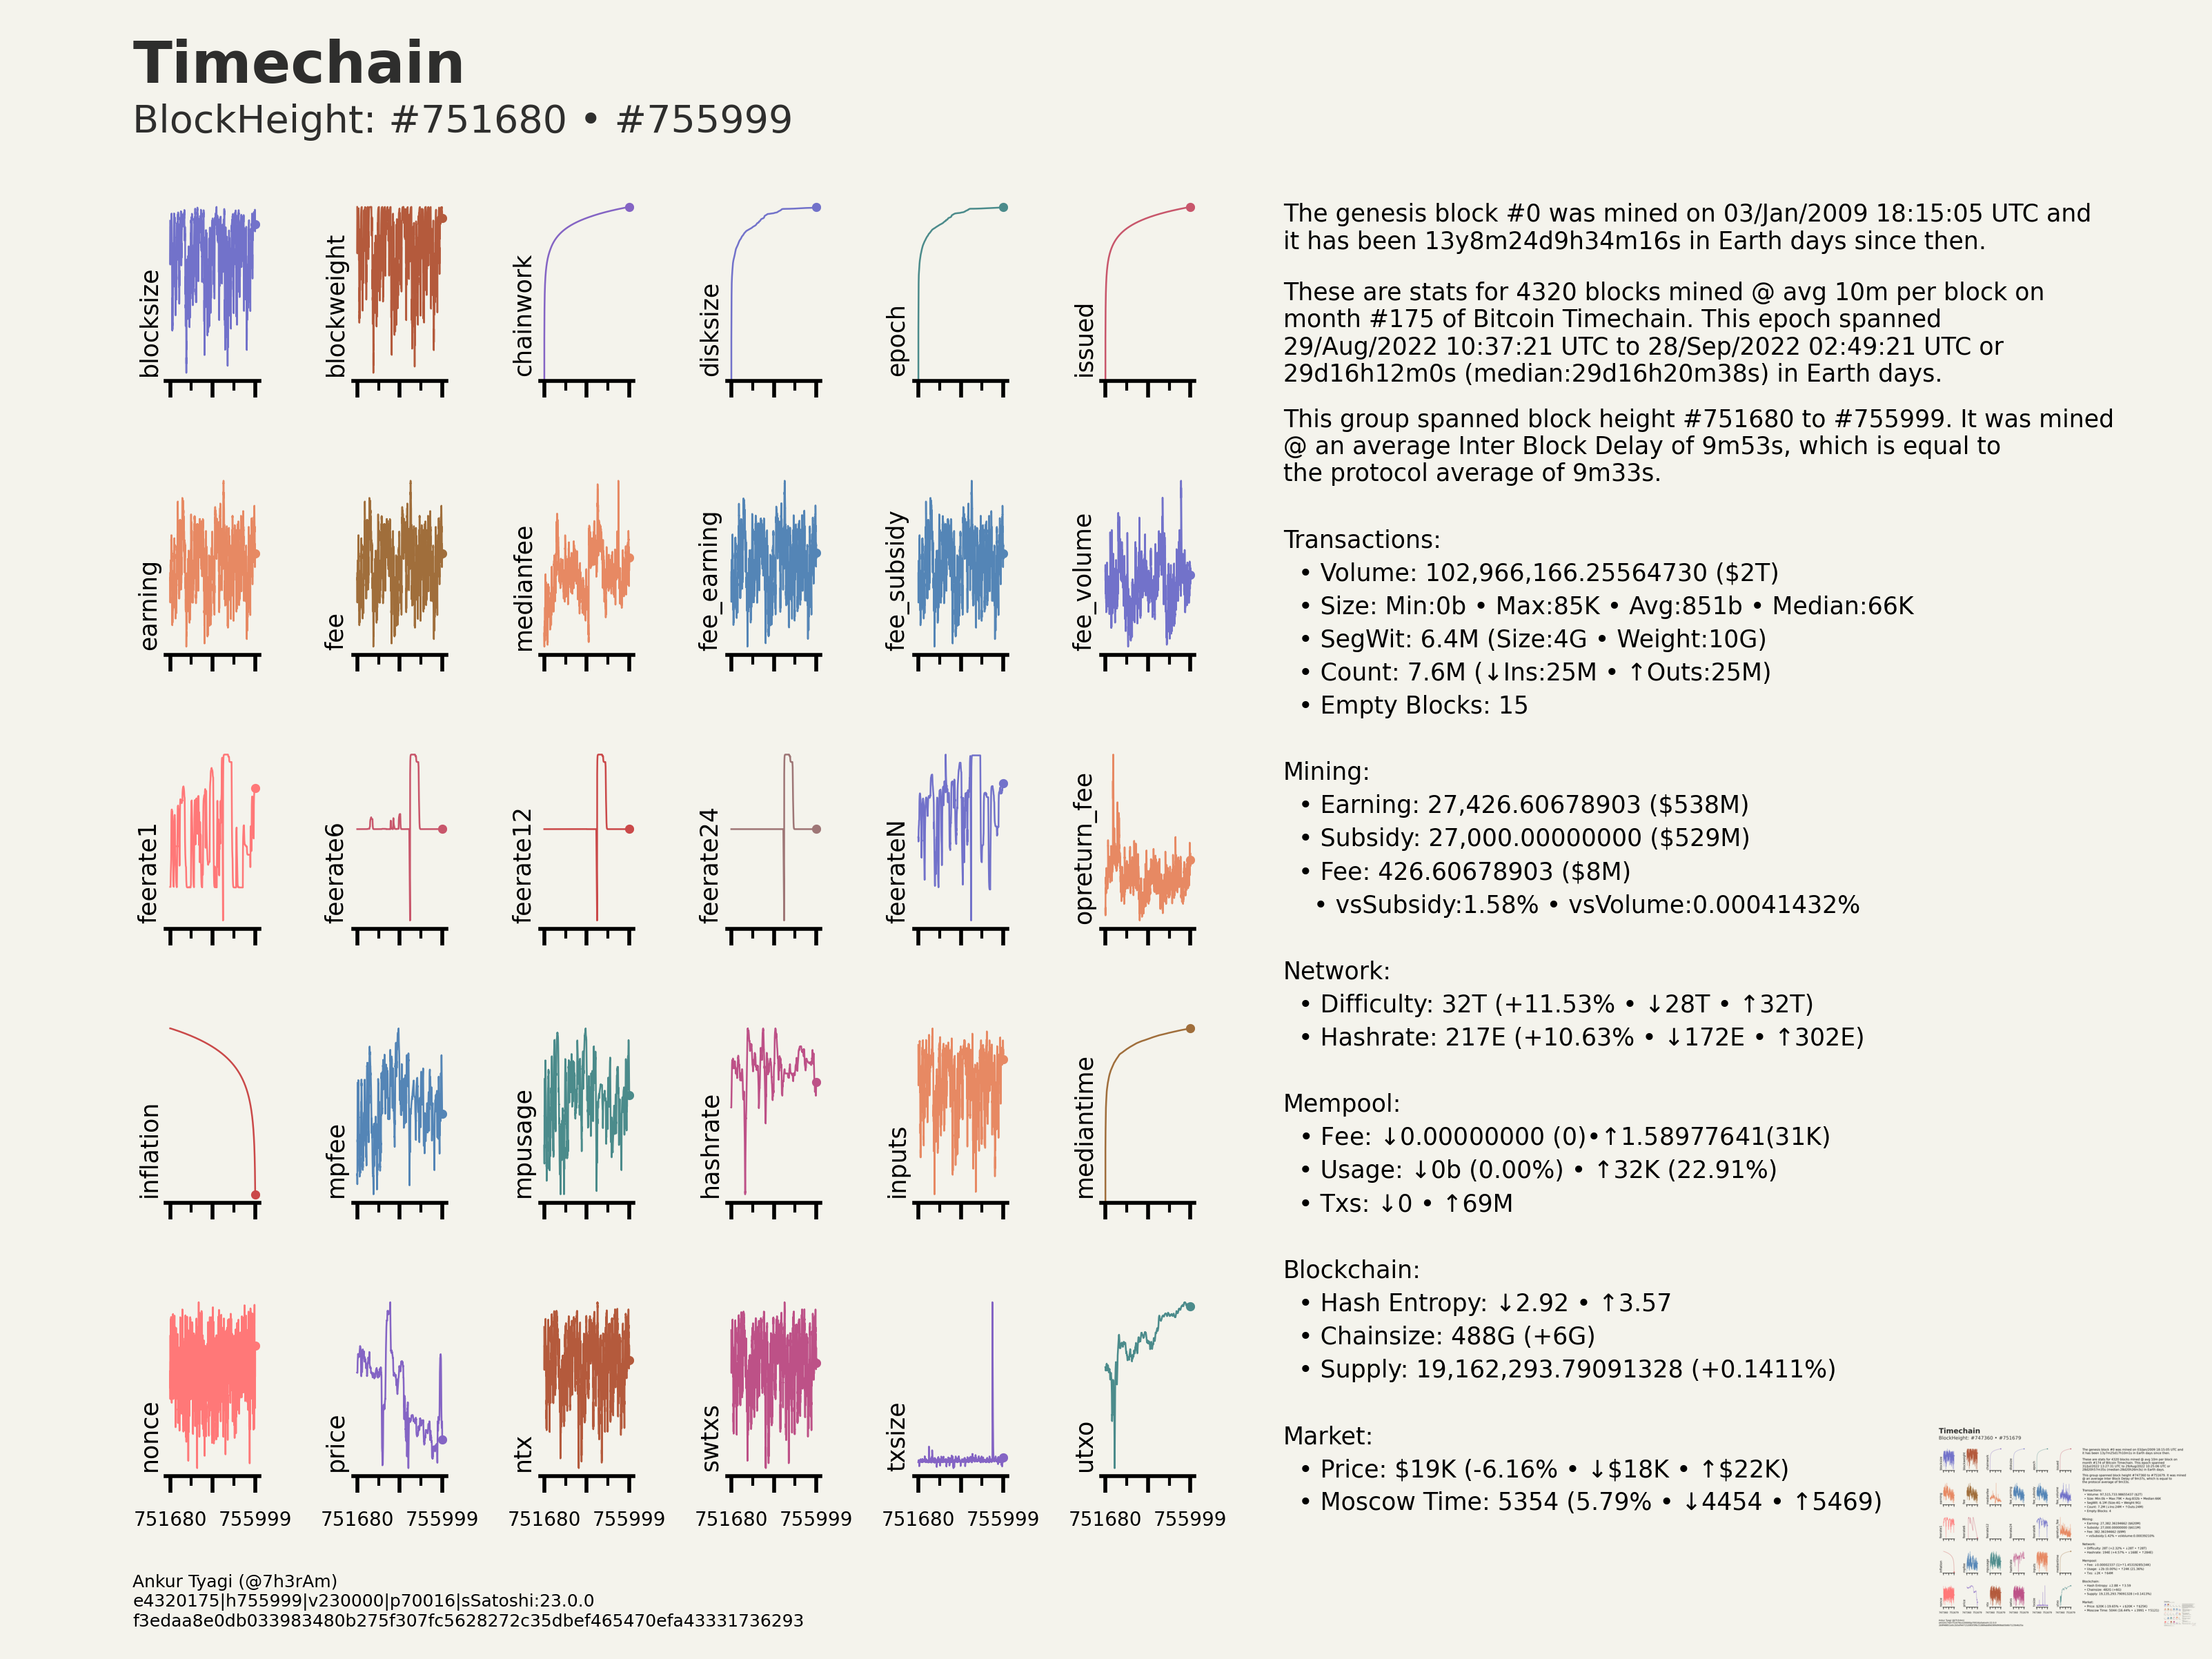 Timechain
BlockHeight: #751680 • #755999
blocksize
blockweight
chainwork
disksize
epoch
issued
earning
fee
medianfee
fee_earning
fee_subsidy
fee_volume
feerate1
feerate6
feerate12
feerate24
feerateN
opreturn_fee
inflation
mpfee
mpusage
hashrate
inputs
mediantime
nonce
price
ntx
swtxs
txsize
utxo
751680 755999 751680 755999 751680 755999 751680 755999 751680 755999 751680 755999
The genesis block #0 was mined on 03/Jan/2009 18:15:05 UTC and
it has been 13y8m24d9h34m16s in Earth days since then.
These are stats for 4320 blocks mined @ avg 10m per block on
month #175 of Bitcoin Timechain. This epoch spanned
29/Aug/2022 10:37:21 UTC to 28/Sep/2022 02:49:21 UTC or
29d16h12m0s (median:29d16h20m38s) in Earth days.
This group spanned block height #751680 to #755999. It was mined
@ an average Inter Block Delay of 9m53s, which is equal to
the protocol average of 9m33s.
Transactions:
• Volume: 102,966,166.25564730 ($2T)
• Size: Min:0b • Max:85K • Avg:851b • Median:66K
• SegWit: 6.4M (Size:4G • Weight:10G)
• Count: 7.6M (↓Ins:25M • ↑Outs:25M)
• Empty Blocks: 15
Mining:
• Earning: 27,426.60678903 ($538M)
• Subsidy: 27,000.00000000 ($529M)
• Fee: 426.60678903 ($8M)
• vsSubsidy:1.58% • vsVolume:0.00041432%
Network:
• Difficulty: 32T (+11.53% • ↓28T • ↑32T)
• Hashrate: 217E (+10.63% • ↓172E • ↑302E)
Mempool:
• Fee: ↓0.00000000 (0)•↑1.58977641(31K)
• Usage: ↓0b (0.00%) • ↑32K (22.91%)
• Txs: ↓0 • ↑69M
Blockchain:
• Hash Entropy: ↓2.92 • ↑3.57
• Chainsize: 488G (+6G)
• Supply: 19,162,293.79091328 (+0.1411%)
Market:
• Price: $19K (-6.16% • ↓$18K • ↑$22K)
• Moscow Time: 5354 (5.79% • ↓4454 • ↑5469)
Ankur Tyagi (@7h3rAm)
e4320175|h755999|v230000|p70016|sSatoshi:23.0.0
f3edaa8e0db033983480b275f307fc5628272c35dbef465470efa43331736293
Timechain
BlockHeight: #747360 • #751679